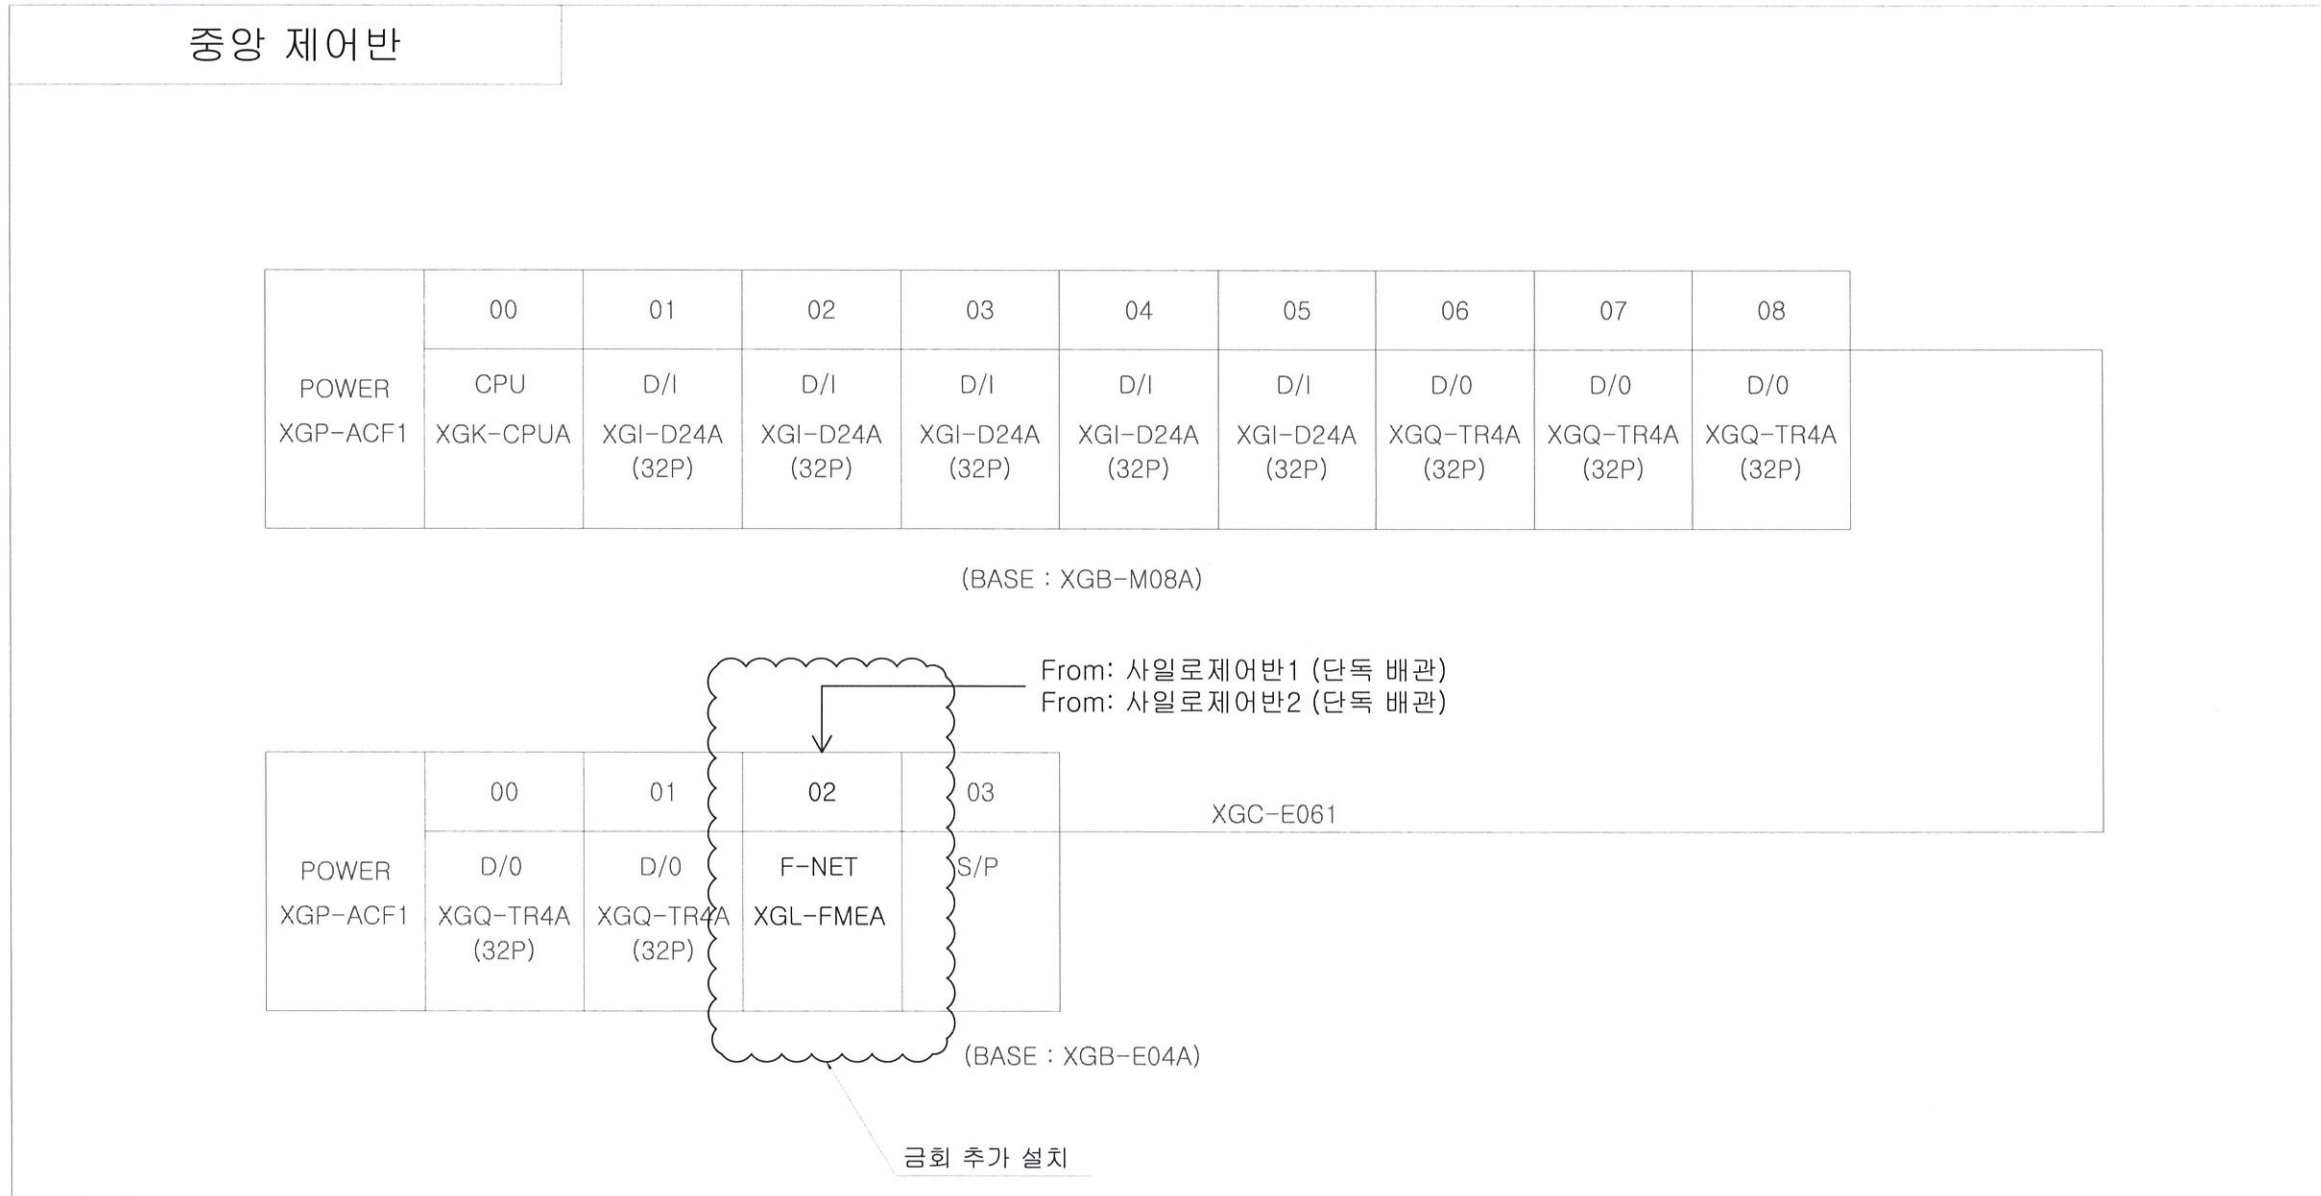 중앙 제어반
00 01 02 03 04 05 06 07 08
POWER CPU D/I D/I D/I D/I D/I D/0 D/0 D/0
XGP-ACF1 XGK-CPUA XGI-D24A XGI-D24A XGI-D24A XGI-D24A XGI-D24A XGQ-TR4A XGQ-TR4A XGQ-TR4A
(32P) (32P) (32P) (32P) (32P) (32P) (32P) (32P)
(BASE : XGB-M08A)
From: 사일로제어반1 (단독 배관)
From: 사일로제어반2 (단독 배관)
00 01 02 03
XGC-E061
POWER D/0 D/0 F-NET S/P
XGP-ACF1 XGQ-TR4A XGQ-TR4A XGL-FMEA
(32P) (32P)
(BASE : XGB-E04A)
금회 추가 설치